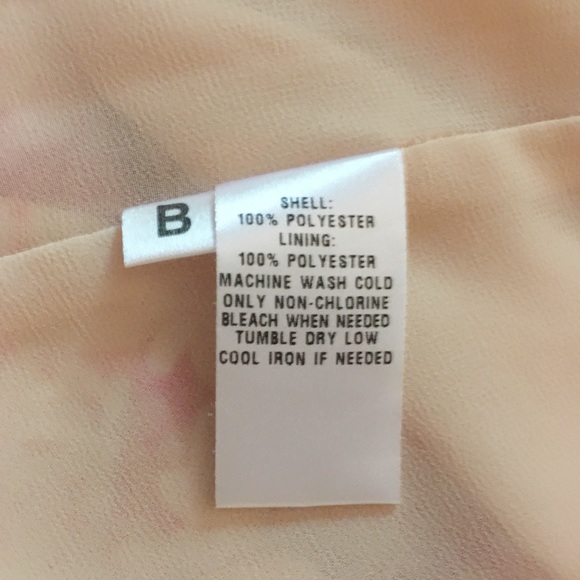 B
SHELL:
100% POLYESTER
LINING:
100% POLYESTER
MACHINE WASH COLD
ONLY NON-CHLORINE
BLEACH WHEN NEEDED
TUMBLE DRY LOW
COOL IRON IF NEEDED